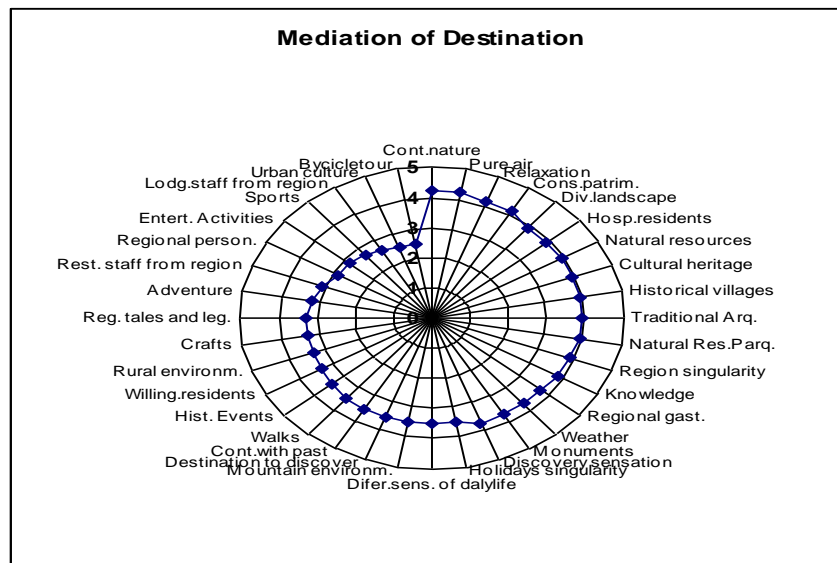 Mediation of Destination
Cont.nature
Pure air
Relaxation
Cons.patrim.
Div.landscape
Hosp.residents
Natural resources
Cultural heritage
Historical villages
Traditional Arq.
Natural Res.Parq.
Region singularity
Knowledge
Regional gast.
Weather
Monuments
Discovery sensation
Holidays singularity
Difer.sens. of dalylife
Mountain environm.
Destination to discover
Cont.with past
Walks
Hist. Events
Willing.residents
Rural environm.
Crafts
Reg. tales and leg.
Adventure
Rest. staff from region
Regional person.
Entert. Activities
Sports
Lodg.staff from region
Urban culture
Bycicletour
5
4
3
2
1
0